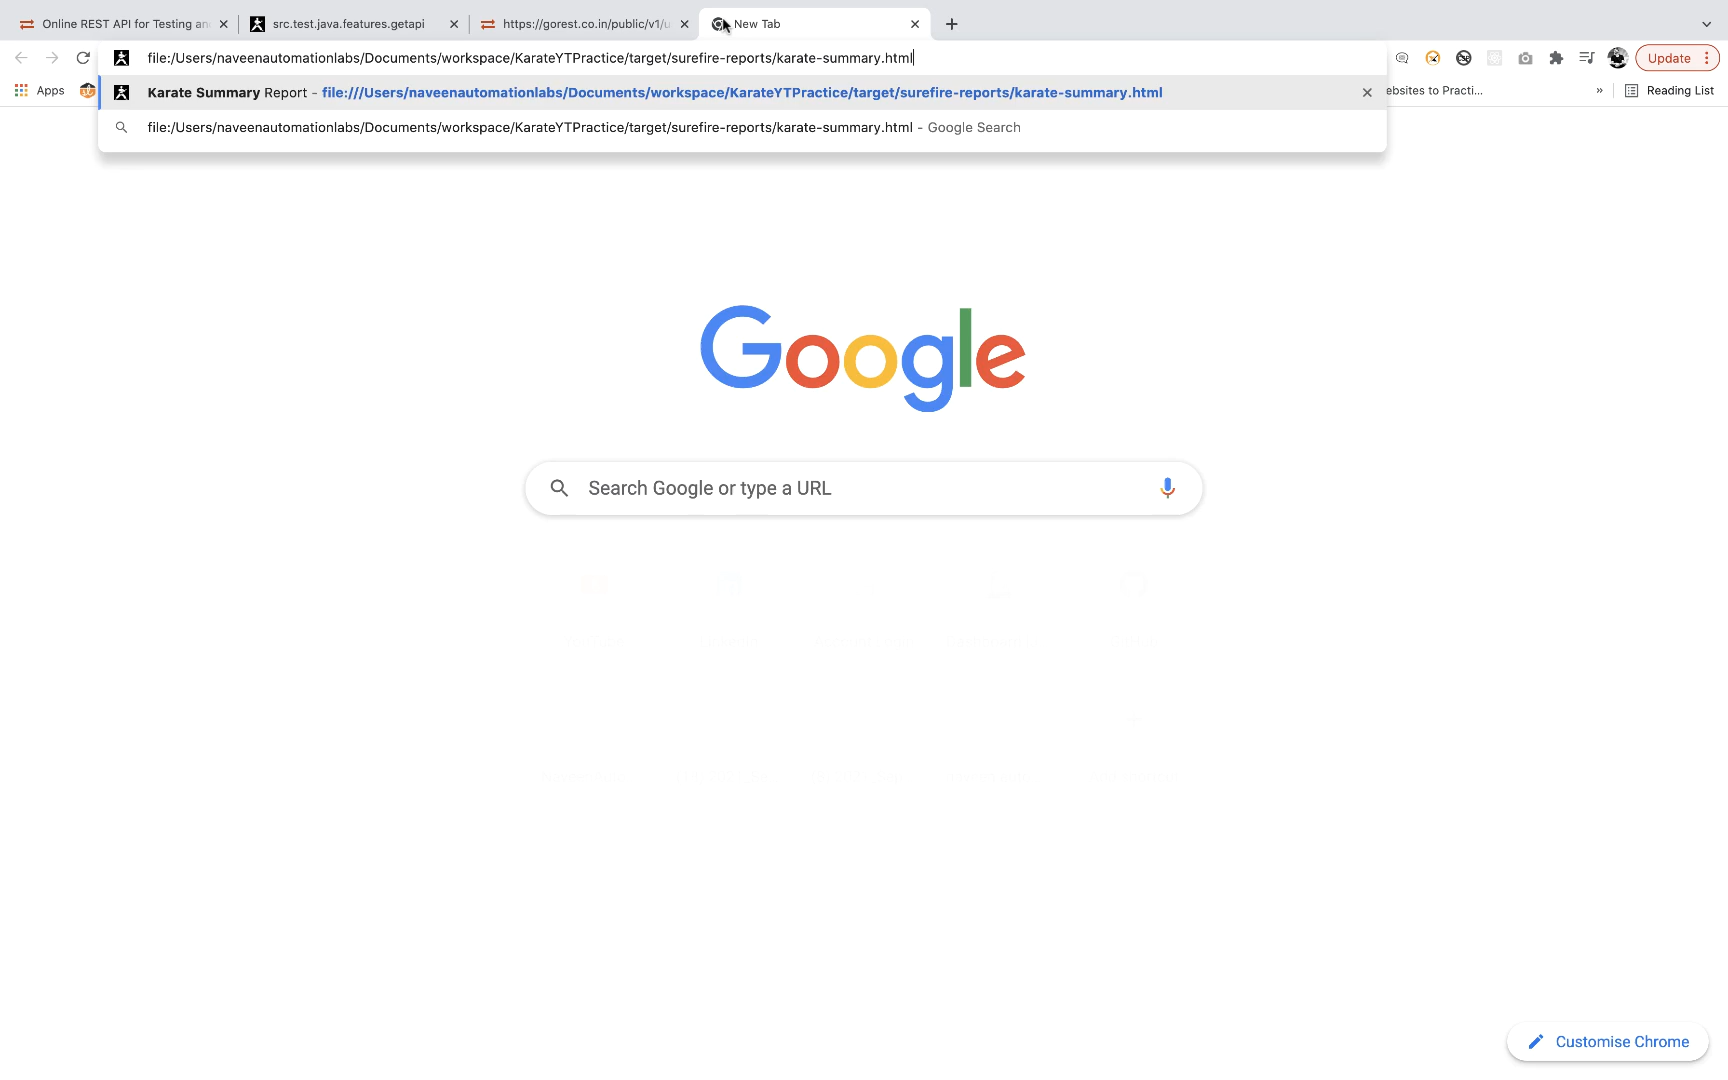 Online REST API for Testing an
src.test.java.features.getapi
https://gorest.co.in/public/v1/u
New Tab
file:/Users/naveenautomationlabs/Documents/workspace/KarateYTPractice/target/surefire-reports/karate-summary.html
Update
Apps
Karate Summary Report - file:///Users/naveenautomationlabs/Documents/workspace/KarateYTPractice/target/surefire-reports/karate-summary.html
ebsites to Practi...
»
Reading List
file:/Users/naveenautomationlabs/Documents/workspace/KarateYTPractice/target/surefire-reports/karate-summary.html - Google Search
Google
Search Google or type a URL
Customise Chrome